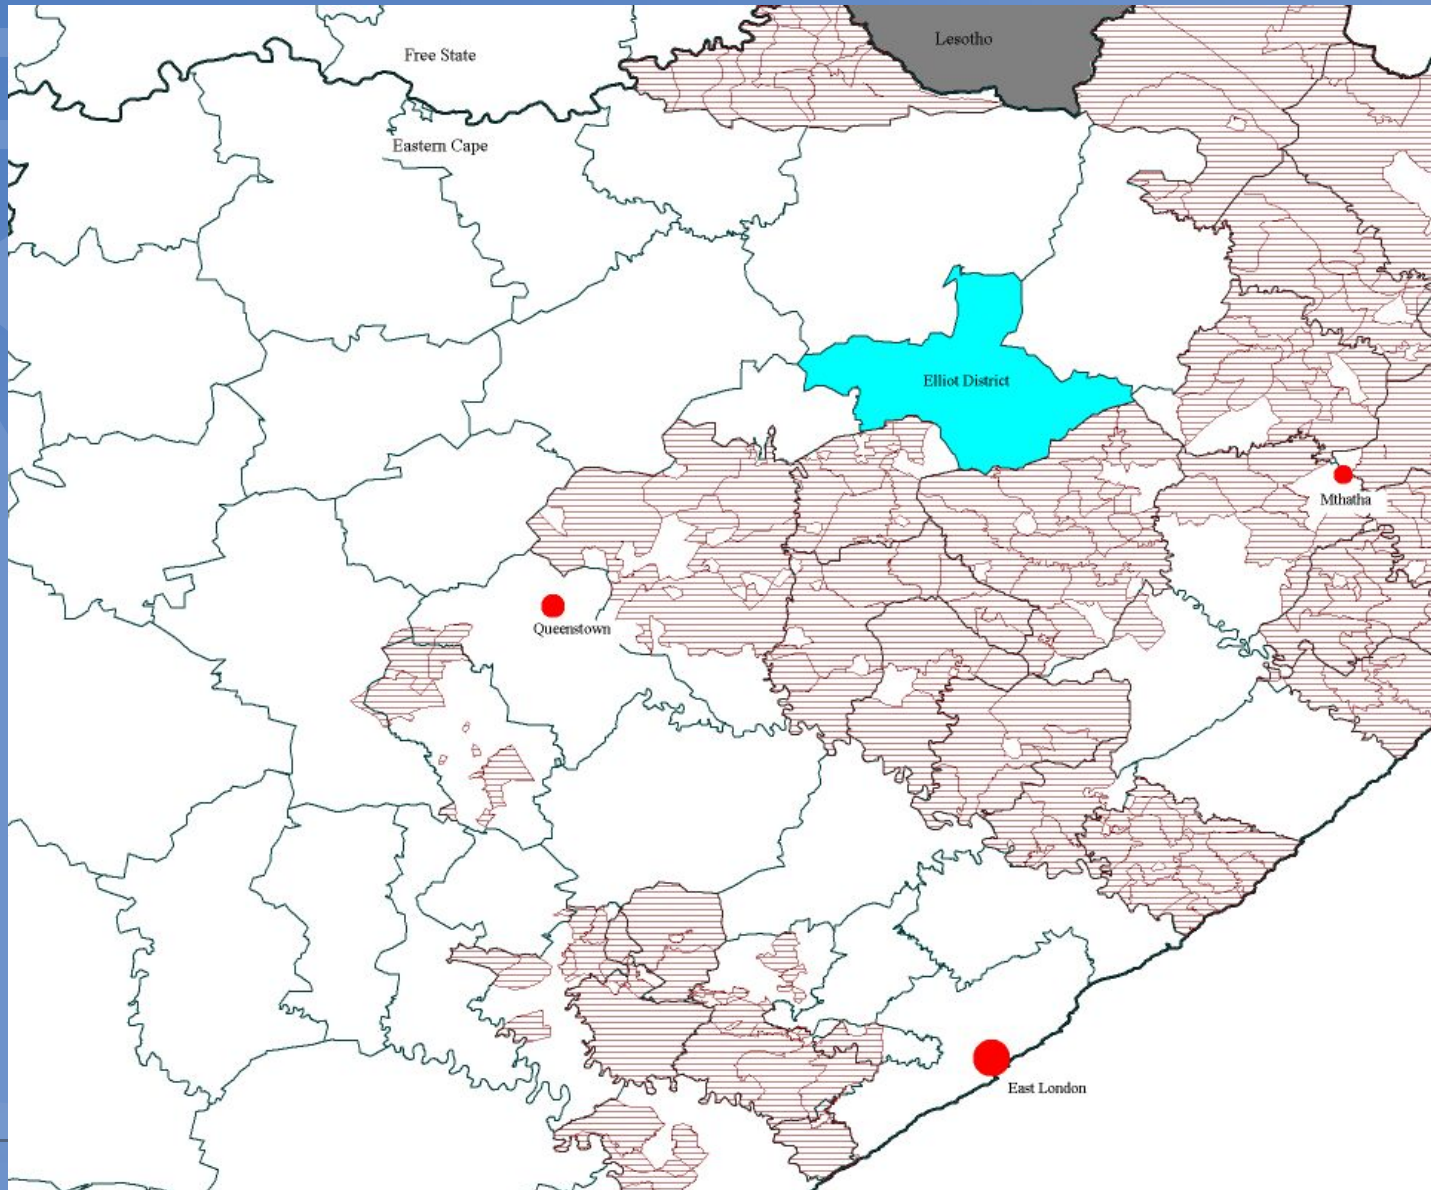 Lesotho
Free State
Eastern Cape
Elliot District
Mthatha
Queenstown
East London